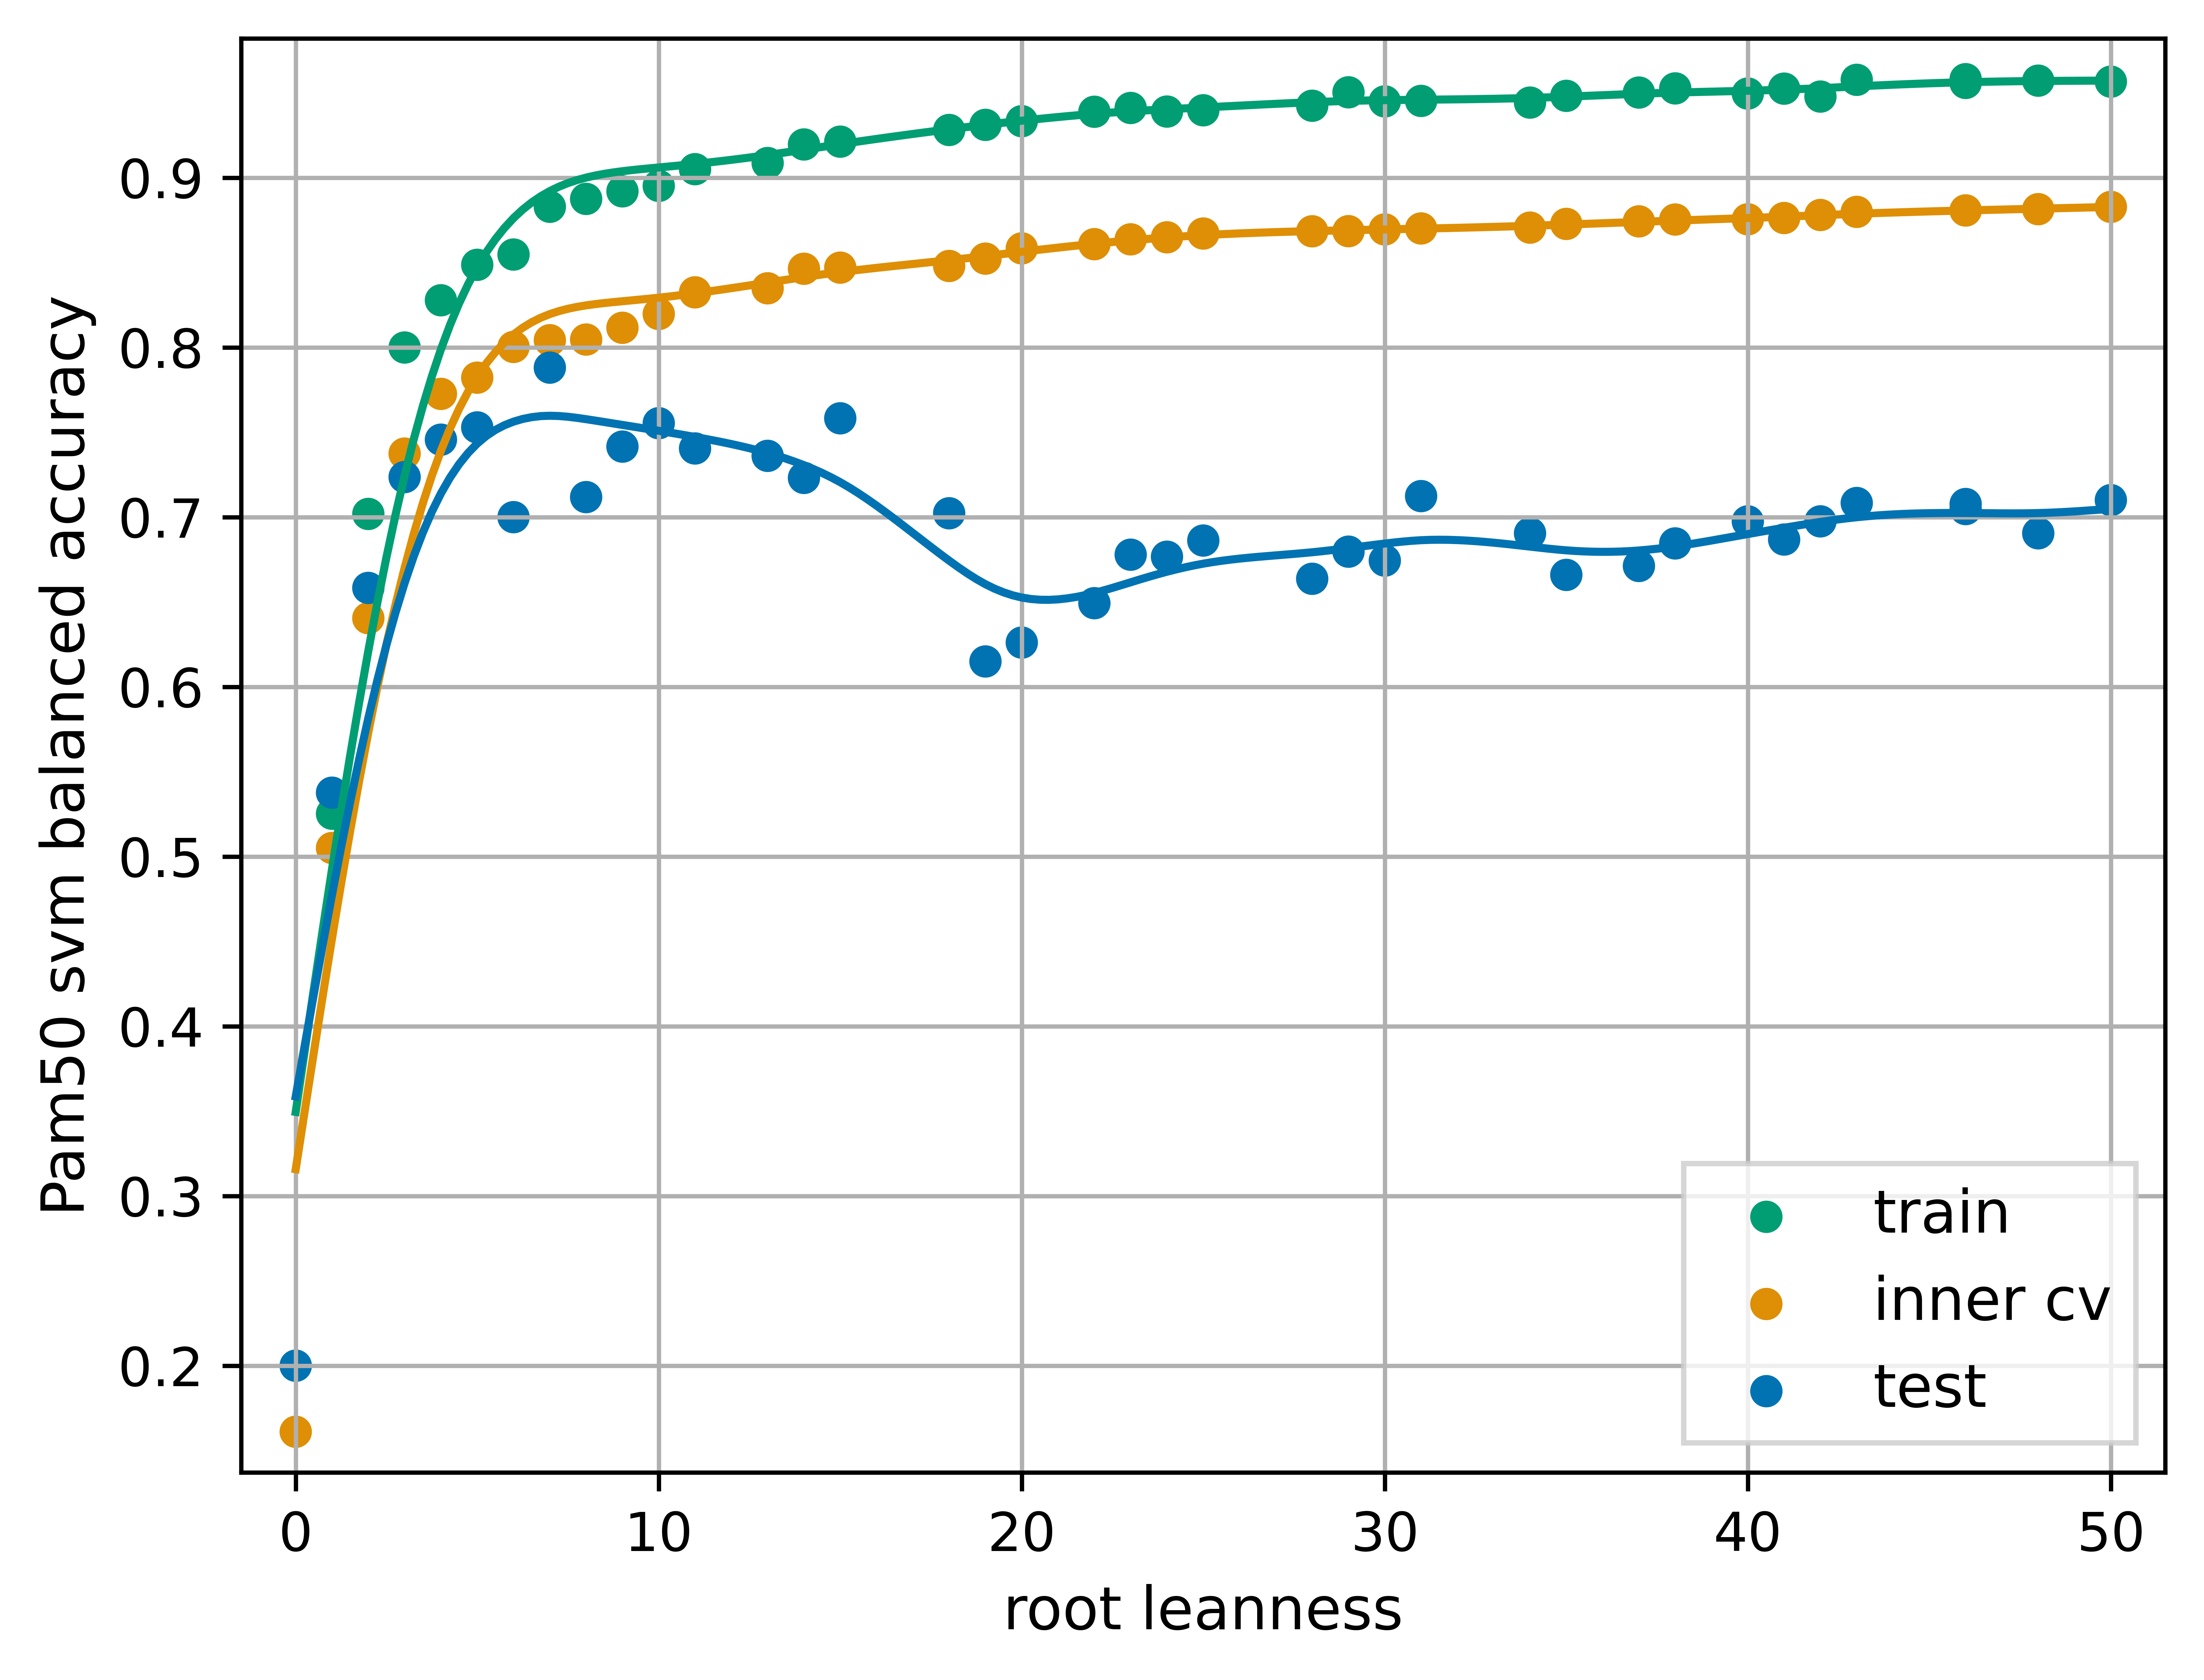 Pam50 svm balanced accuracy
0.9
0.8
0.7
0.6
0.5
0.4
0.3
0.2
0 10 20 30 40 50
root leanness
train
inner cv
test